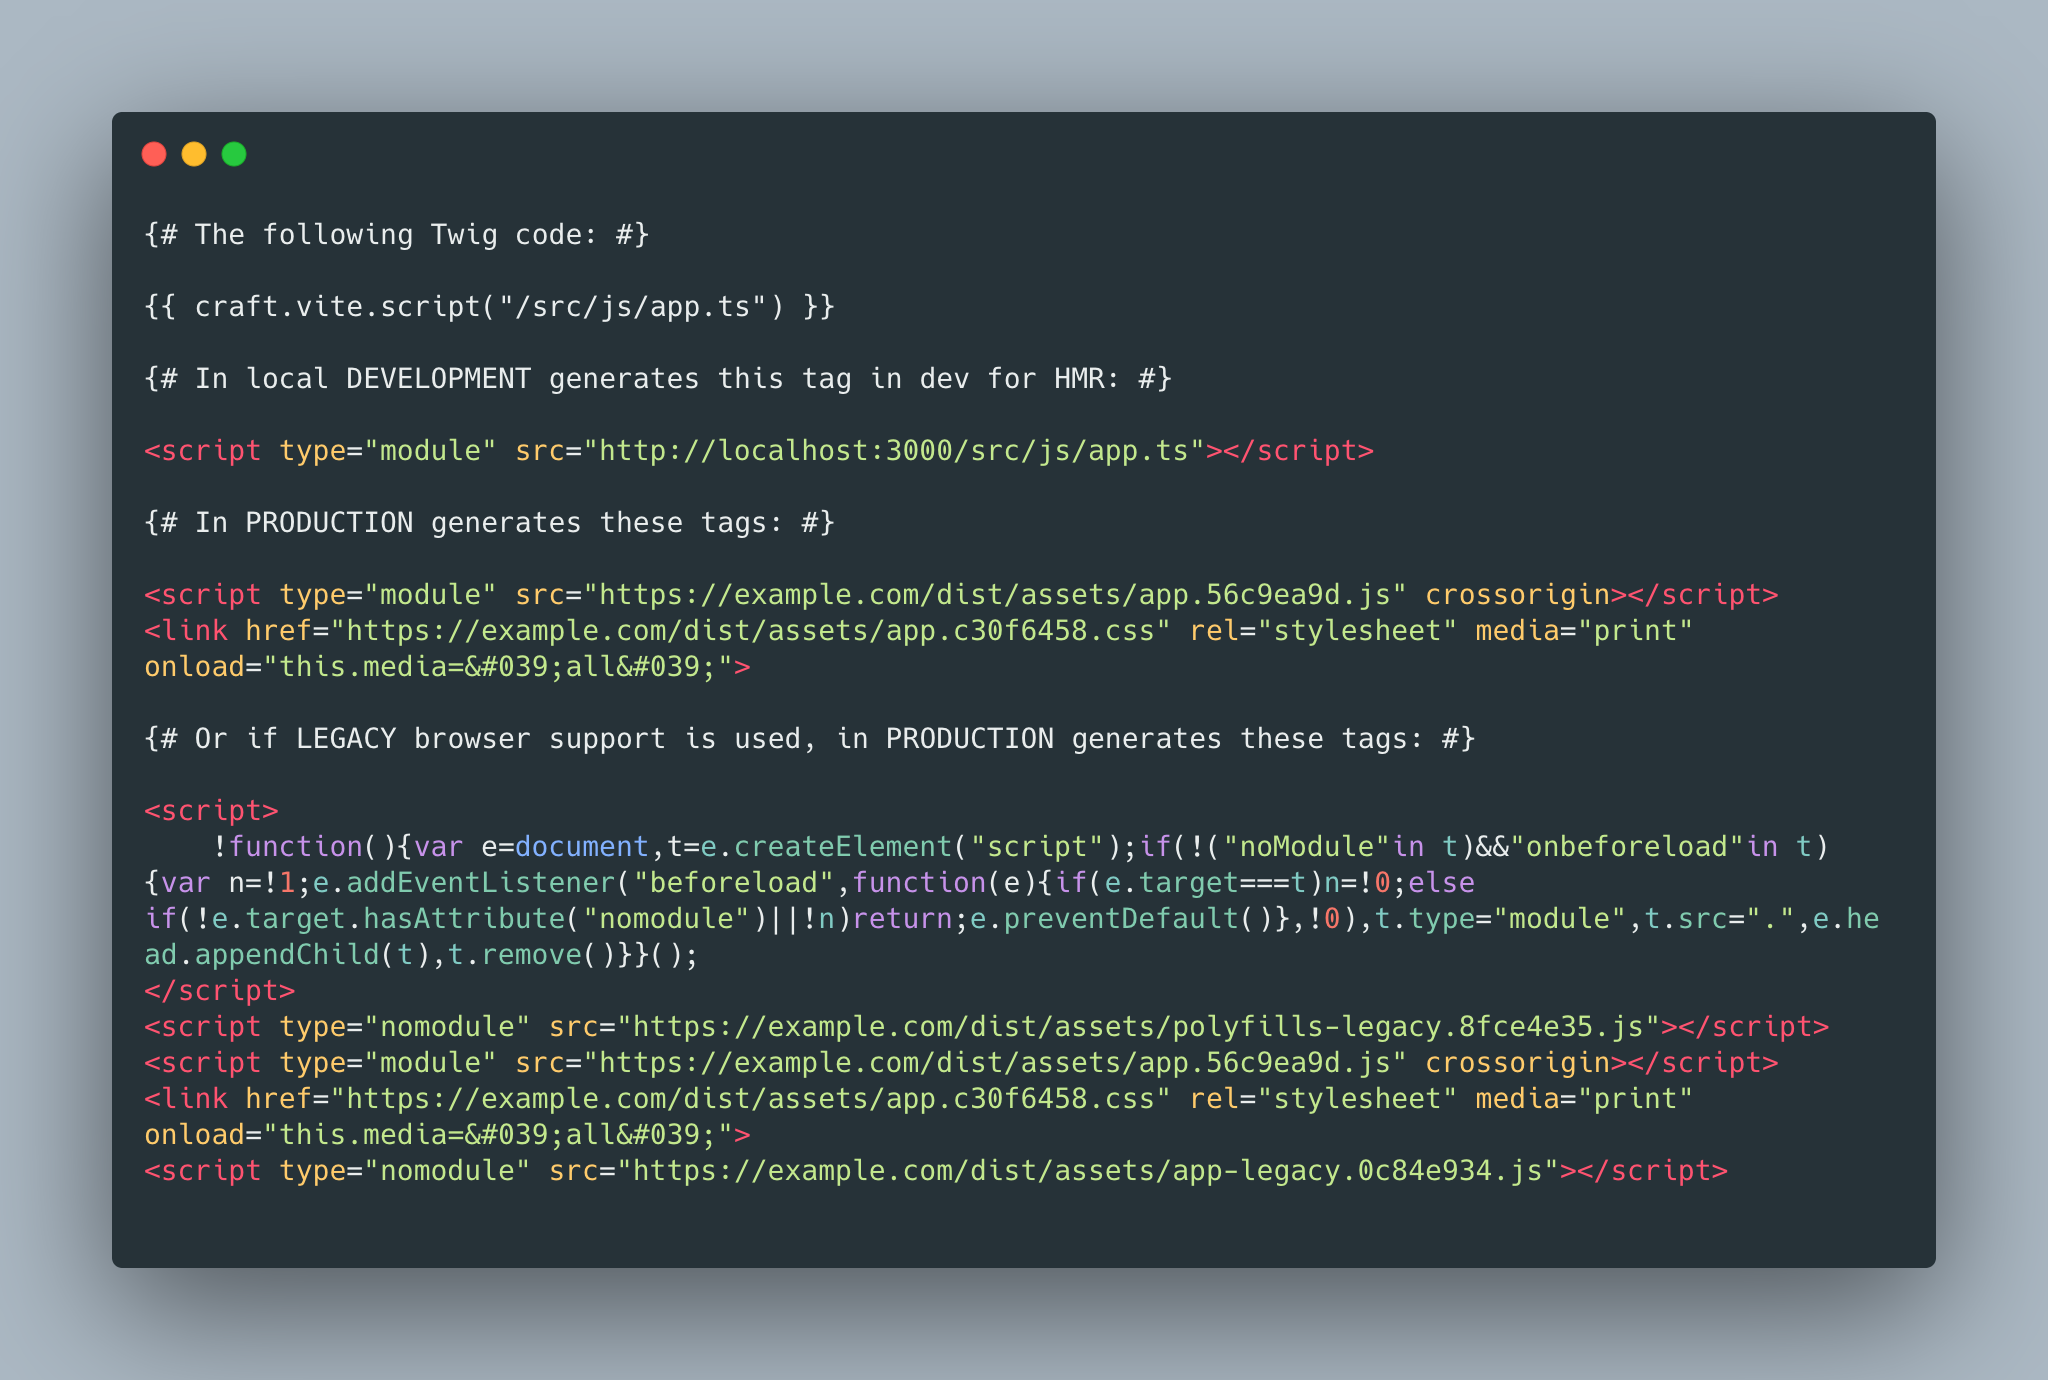 {# The following Twig code: #}
{{ craft.vite.script("/src/js/app.ts") }}
{# In local DEVELOPMENT generates this tag in dev for HMR: #}
<script type="module" src="http://localhost:3000/src/js/app.ts"></script>
{# In PRODUCTION generates these tags: #}
<script type="module" src="https://example.com/dist/assets/app.56c9ea9d.js" crossorigin></script>
<link href="https://example.com/dist/assets/app.c30f6458.css" rel="stylesheet" media="print"
onload="this.media=&#039;all&#039;">
{# Or if LEGACY browser support is used, in PRODUCTION generates these tags: #}
<script>
    !function(){var e=document,t=e.createElement("script");if(!("noModule"in t)&&"onbeforeload"in t)
{var n=!1;e.addEventListener("beforeload",function(e){if(e.target===t)n=!0;else
if(!e.target.hasAttribute("nomodule")||!n)return;e.preventDefault()},!0),t.type="module",t.src=".",e.he
ad.appendChild(t),t.remove()}}();
</script>
<script type="nomodule" src="https://example.com/dist/assets/polyfills-legacy.8fce4e35.js"></script>
<script type="module" src="https://example.com/dist/assets/app.56c9ea9d.js" crossorigin></script>
<link href="https://example.com/dist/assets/app.c30f6458.css" rel="stylesheet" media="print"
onload="this.media=&#039;all&#039;">
<script type="nomodule" src="https://example.com/dist/assets/app-legacy.0c84e934.js"></script>